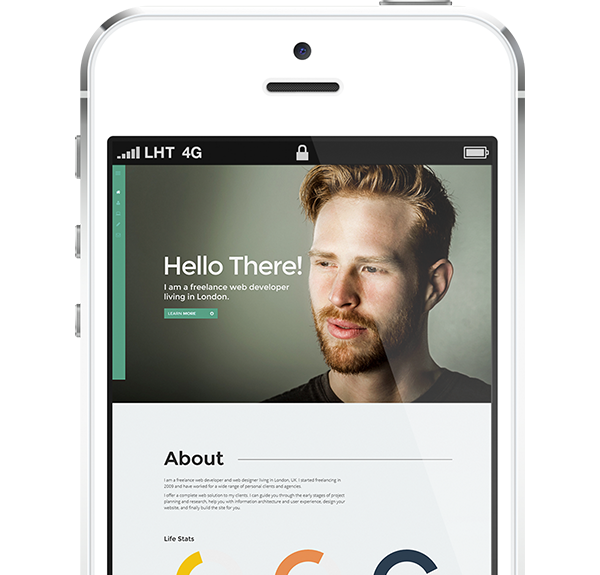 LHT 4G
Hello There!
I am a freelance web developer
living in London.
LEARN MORE
About
I am a freelance web developer and web designer living in London, UK. I started freelancing in
2009 and have worked for a wide range of personal clients and agencies.
I offer a complete web solution to my clients. I can guide you through the early stages of project
planning and research, help you with information architecture and user experience, design your
website, and finally build the site for you.
Life Stats